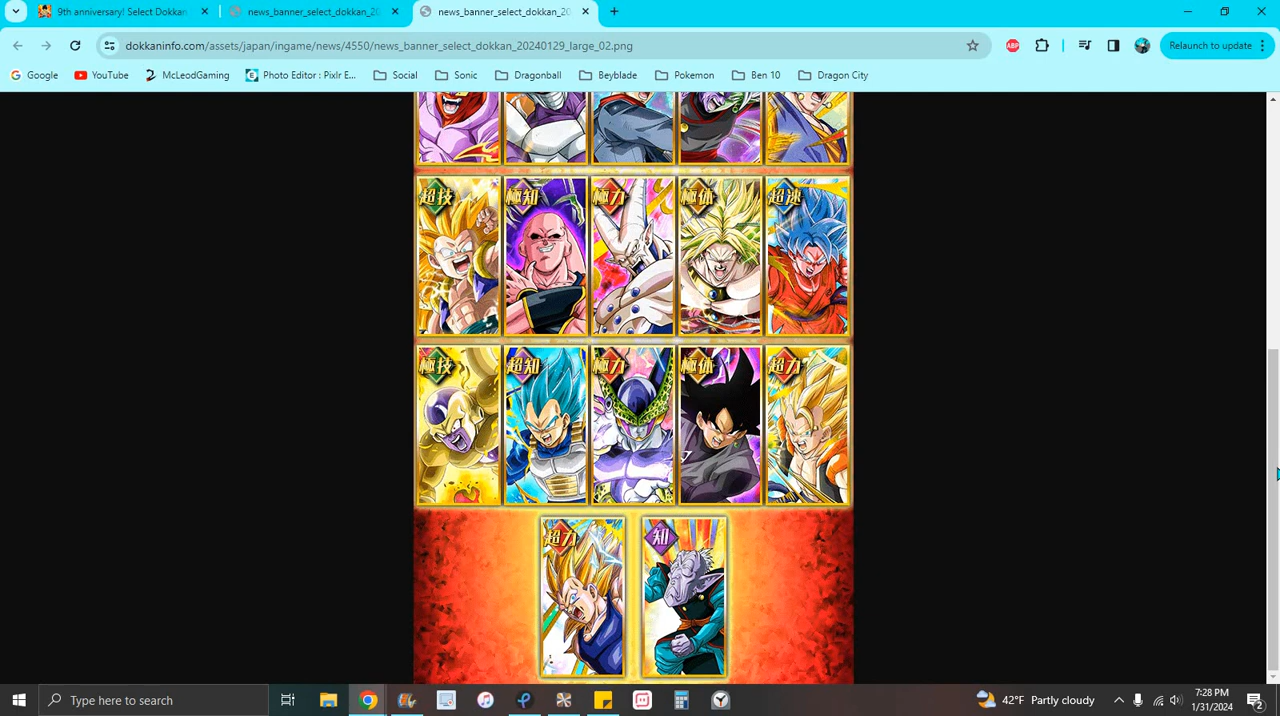 9th anniversary! Select Dokkan
news_banner_select_dokkan_20
news_banner_select_dokkan_20
dokkaninfo.com/assets/japan/ingame/news/4550/news_banner_select_dokkan_20240129_large_02.png
ABP
Relaunch to update
Google
YouTube
McLeodGaming
Photo Editor : Pixlr E...
Social
Sonic
Dragonball
Beyblade
Pokemon
Ben 10
Dragon City
超技
極知
極力
極体
超速
極技
超知
極力
極体
超力
超力
知
Type here to search
42°F Partly cloudy
7:28 PM
1/31/2024
2